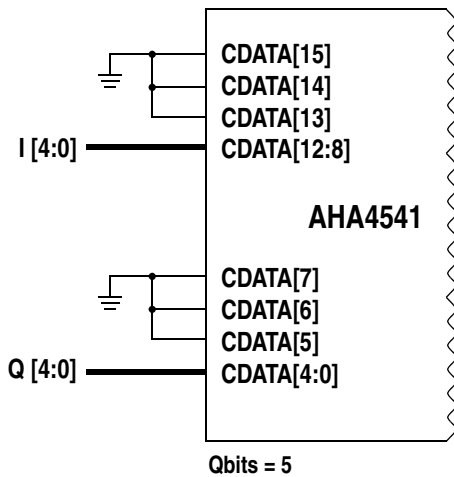 CDATA[15]
CDATA[14]
CDATA[13]
I [4:0] CDATA[12:8]
AHA4541
CDATA[7]
CDATA[6]
CDATA[5]
Q [4:0] CDATA[4:0]
Qbits = 5